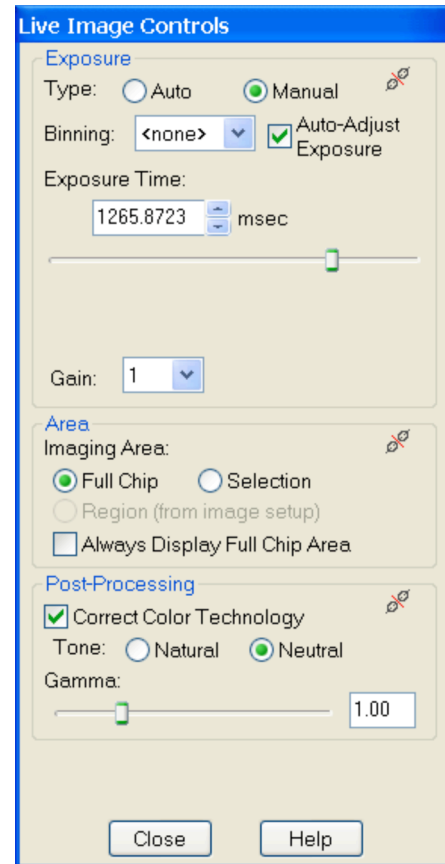 Live Image Controls
Exposure
Type: Auto Manual
Binning: <none> Auto-Adjust Exposure
Exposure Time:
1265.8723 msec
Gain: 1
Area
Imaging Area:
Full Chip Selection
Region (from image setup)
Always Display Full Chip Area
Post-Processing
Correct Color Technology
Tone: Natural Neutral
Gamma:
1.00
Close Help